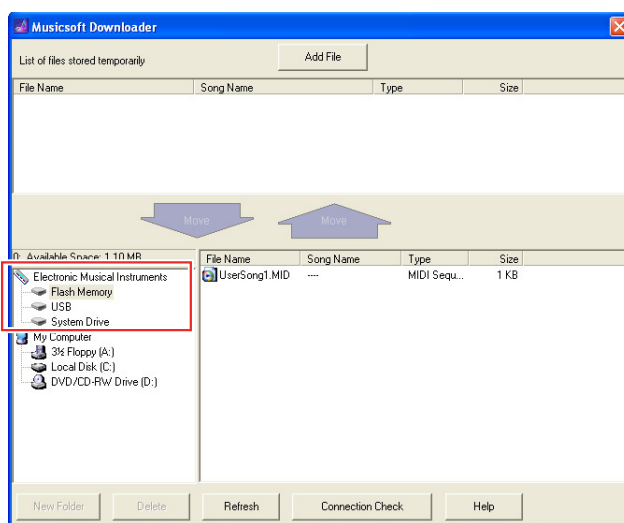 Musicsoft Downloader
List of files stored temporarily
Add File
File Name Song Name Type Size
Move Move
0: Available Space: 1.10 MB
Electronic Musical Instruments
Flash Memory
USB
System Drive
My Computer
3½ Floppy (A:)
Local Disk (C:)
DVD/CD-RW Drive (D:)
File Name Song Name Type Size
UserSong1.MID ---- MIDI Sequ... 1 KB
New Folder Delete Refresh Connection Check Help